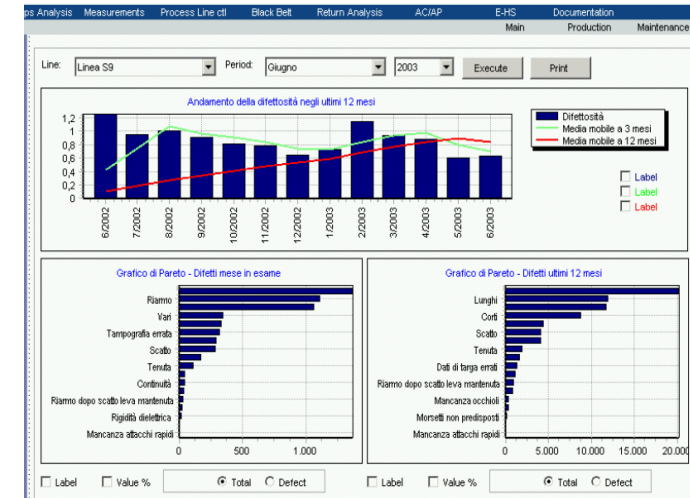 ps Analysis Measurements Process Line ctl Black Belt Return Analysis AC/AP E-HS Documentation
Main Production Maintenance
Line: Linea S9 Period: Giugno 2003 Execute Print
Andamento della difettosità negli ultimi 12 mesi
1,2
1
0,8
0,6
0,4
0,2
0
6/2002 7/2002 8/2002 9/2002 10/2002 11/2002 12/2002 1/2003 2/2003 3/2003 4/2003 5/2003 6/2003
Difettosità
Media mobile a 3 mesi
Media mobile a 12 mesi
Label
Label
Label
Grafico di Pareto - Difetti mese in esame
Riarmo
Vari
Tampografia errata
Scatto
Tenuta
Continuità
Riarmo dopo scatto leva mantenuta
Rigidità dielettrica
Mancanza attacchi rapidi
0 500 1.000
Label Value % Total Defect
Grafico di Pareto - Difetti ultimi 12 mesi
Lunghi
Corti
Scatto
Tenuta
Dati di targa errati
Riarmo dopo scatto leva mantenuta
Mancanza occhioli
Morsetti non predisposti
Mancanza attacchi rapidi
0 5.000 10.000 15.000 20.000
Label Value % Total Defect